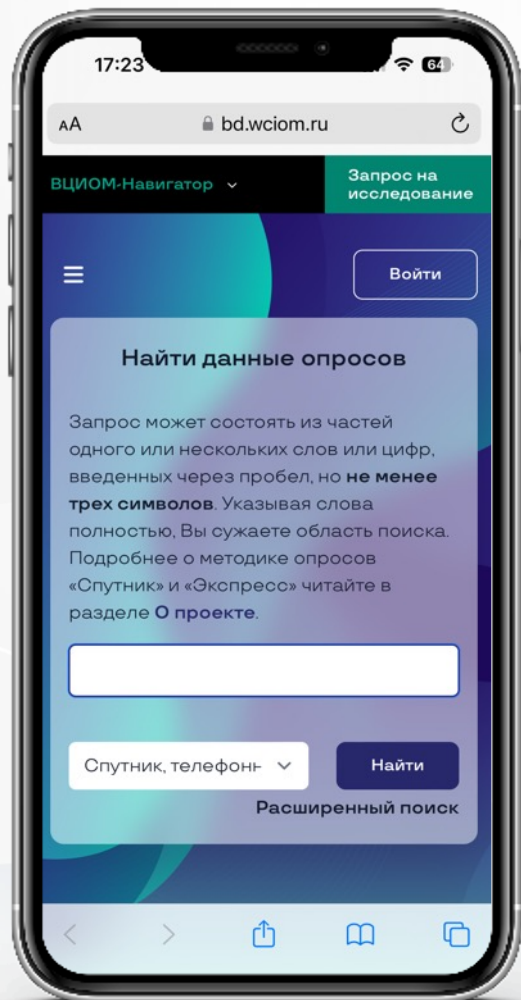 17:23
64
AA
bd.wciom.ru
ВЦИОМ-Навигатор
Запрос на
исследование
Войти
Найти данные опросов
Запрос может состоять из частей
одного или нескольких слов или цифр,
введенных через пробел, но не менее
трех символов. Указывая слова
полностью, Вы сужаете область поиска.
Подробнее о методике опросов
«Спутник» и «Экспресс» читайте в
разделе О проекте.
Спутник, телефонн
Найти
Расширенный поиск